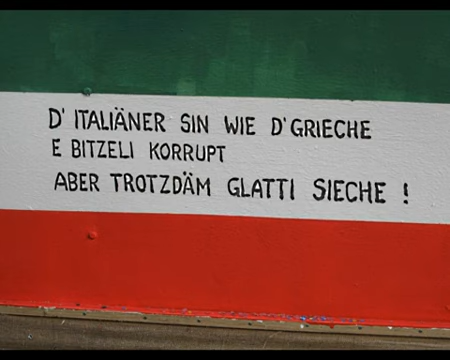 D' ITALIÄNER SIN WIE D'GRIECHE
E BITZELI KORRUPT
ABER TROTZDÄM GLATTI SIECHE !